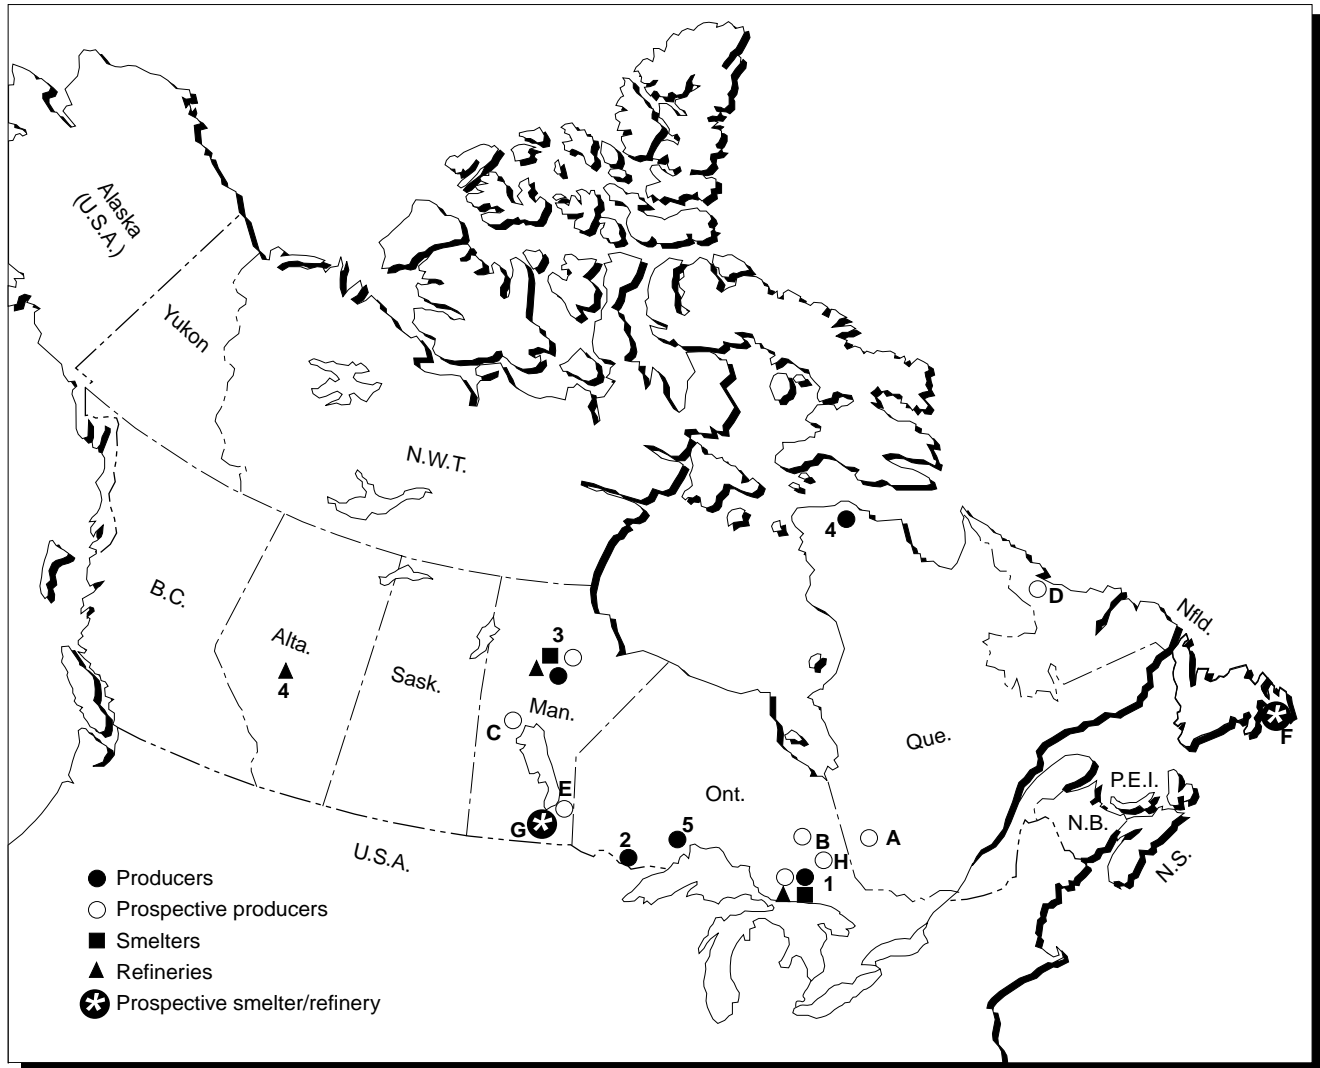 Alaska
(U.S.A.)
Yukon
N.W.T.
4
D
B.C.
Nfld.
Alta.
3
4
Sask.
Man.
C
Que.
F
P.E.I.
E
Ont.
N.B.
G
2
5
B
A
H
N.S.
U.S.A.
1
Producers
Prospective producers
Smelters
Refineries
Prospective smelter/refinery